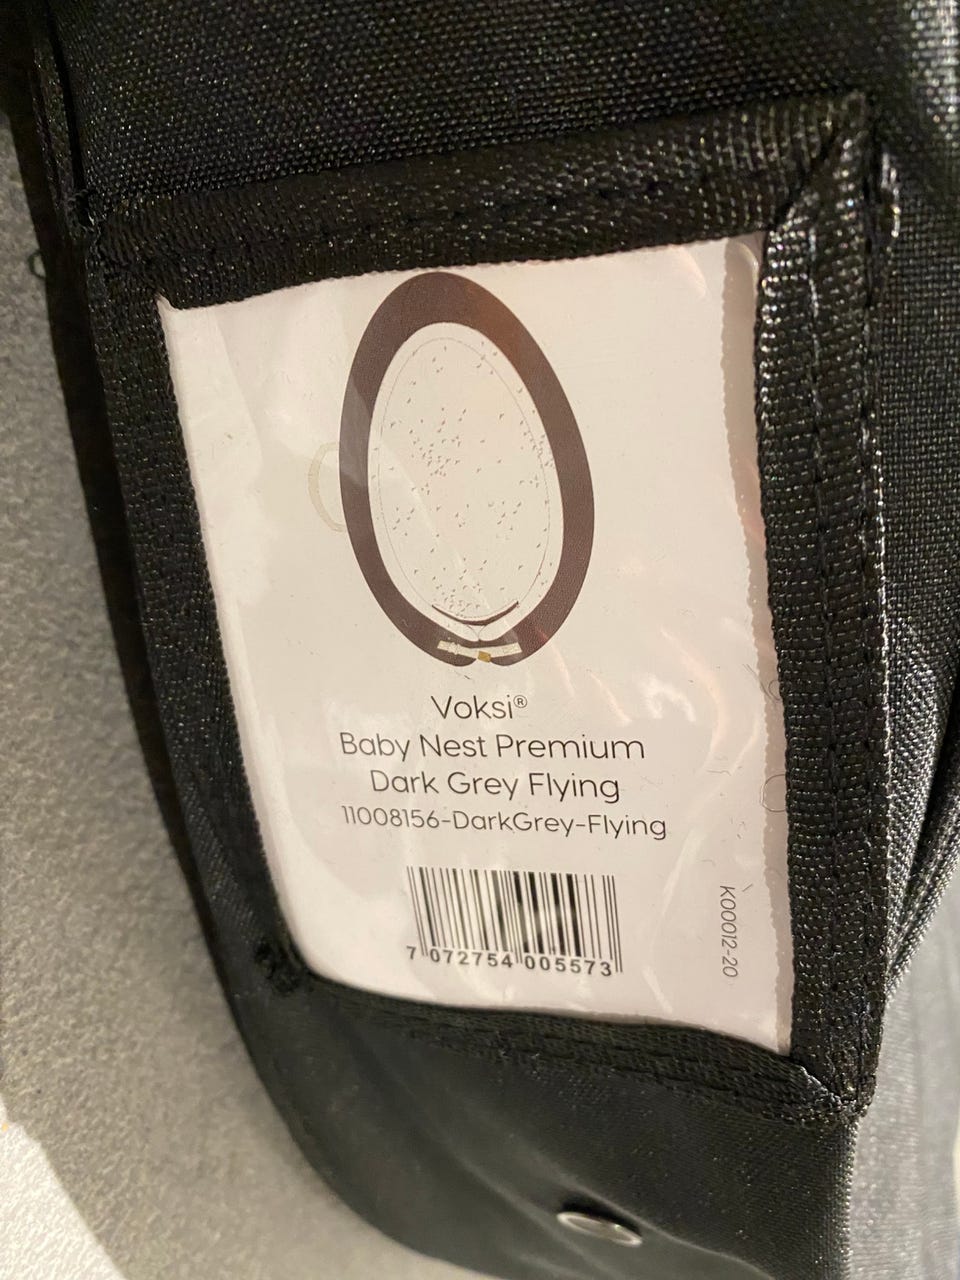 Voksi®
Baby Nest Premium
Dark Grey Flying
11008156-DarkGrey-Flying
7 072754 005573
K00012-20